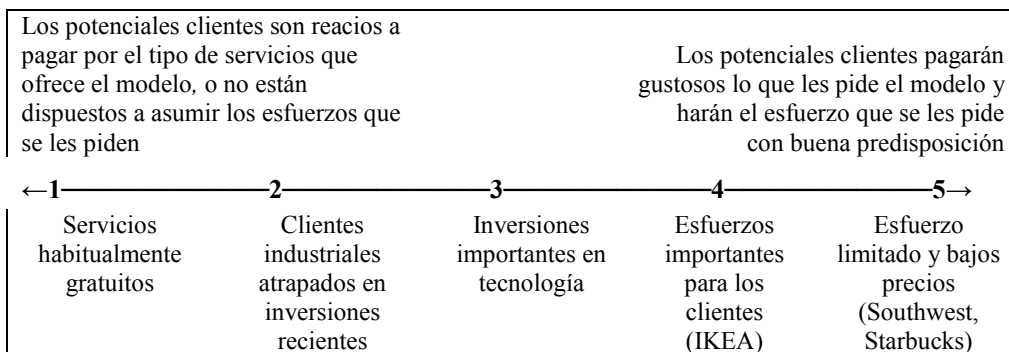 Los potenciales clientes son reacios a
pagar por el tipo de servicios que
ofrece el modelo, o no están
dispuestos a asumir los esfuerzos que
se les piden
Los potenciales clientes pagarán
gustosos lo que les pide el modelo y
harán el esfuerzo que se les pide
con buena predisposición
←1 2 3 4 5→
Servicios
habitualmente
gratuitos
Clientes
industriales
atrapados en
inversiones
recientes
Inversiones
importantes en
tecnología
Esfuerzos
importantes
para los
clientes
(IKEA)
Esfuerzo
limitado y bajos
precios
(Southwest,
Starbucks)